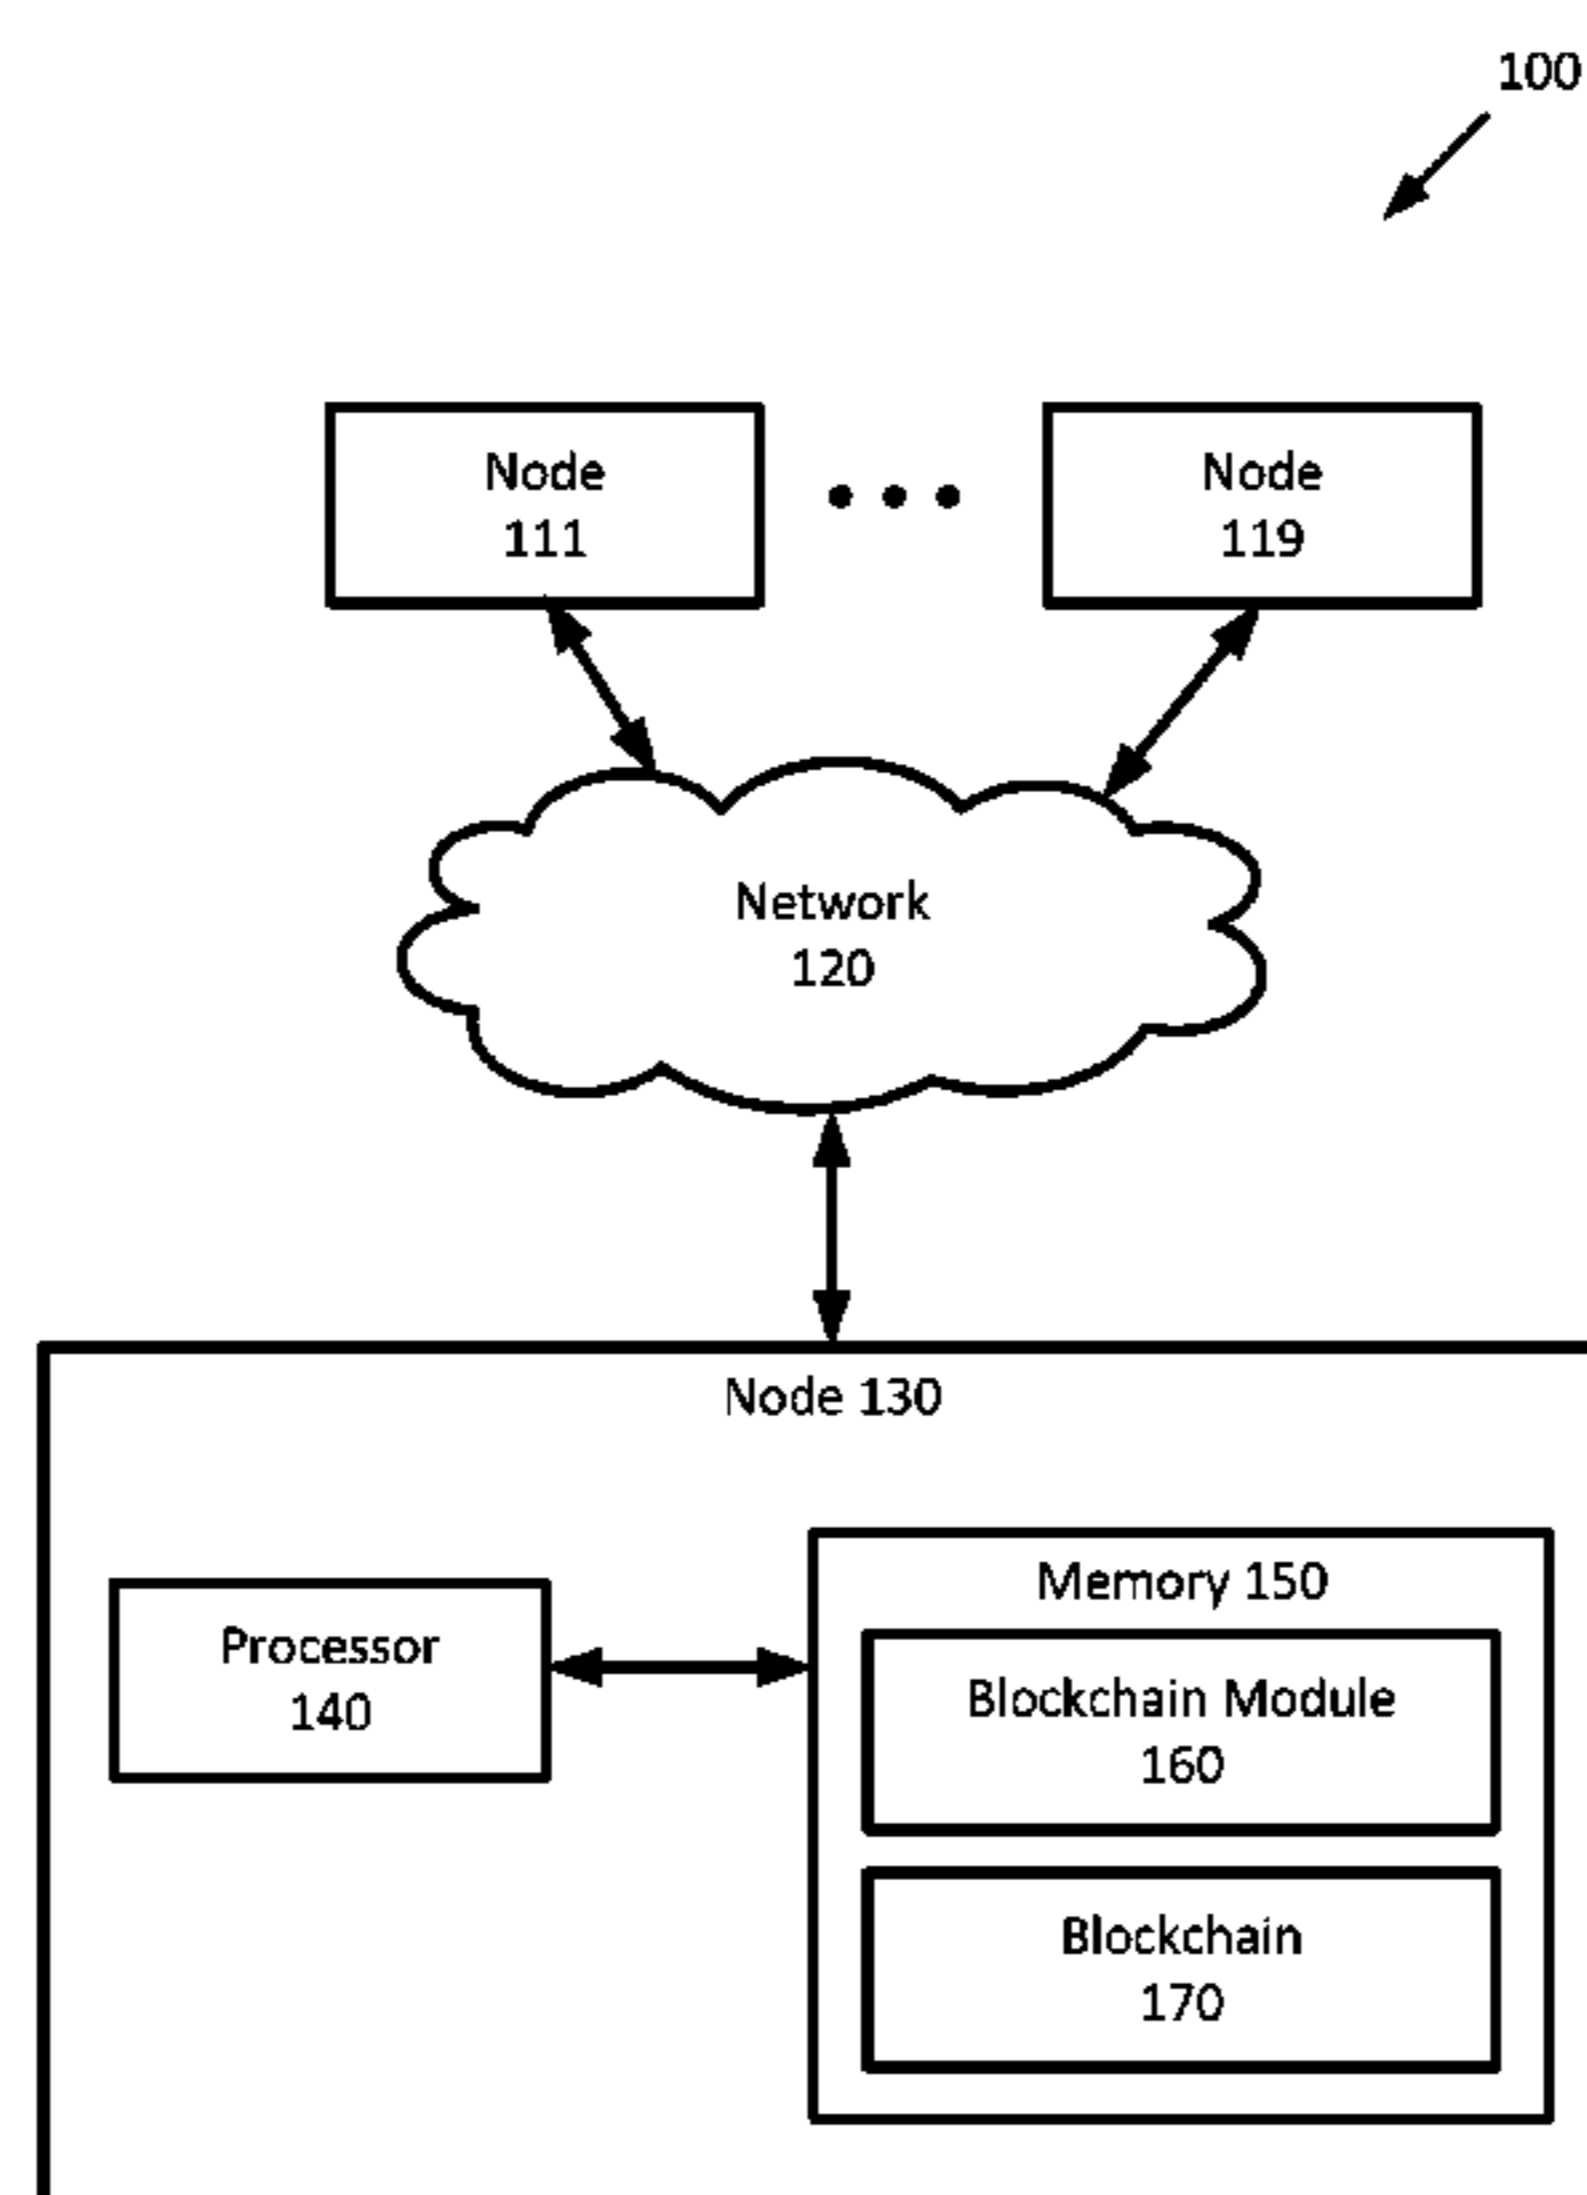 100
Node
111
Node
119
Network
120
Node 130
Processor
140
Memory 150
Blockchain Module
160
Blockchain
170